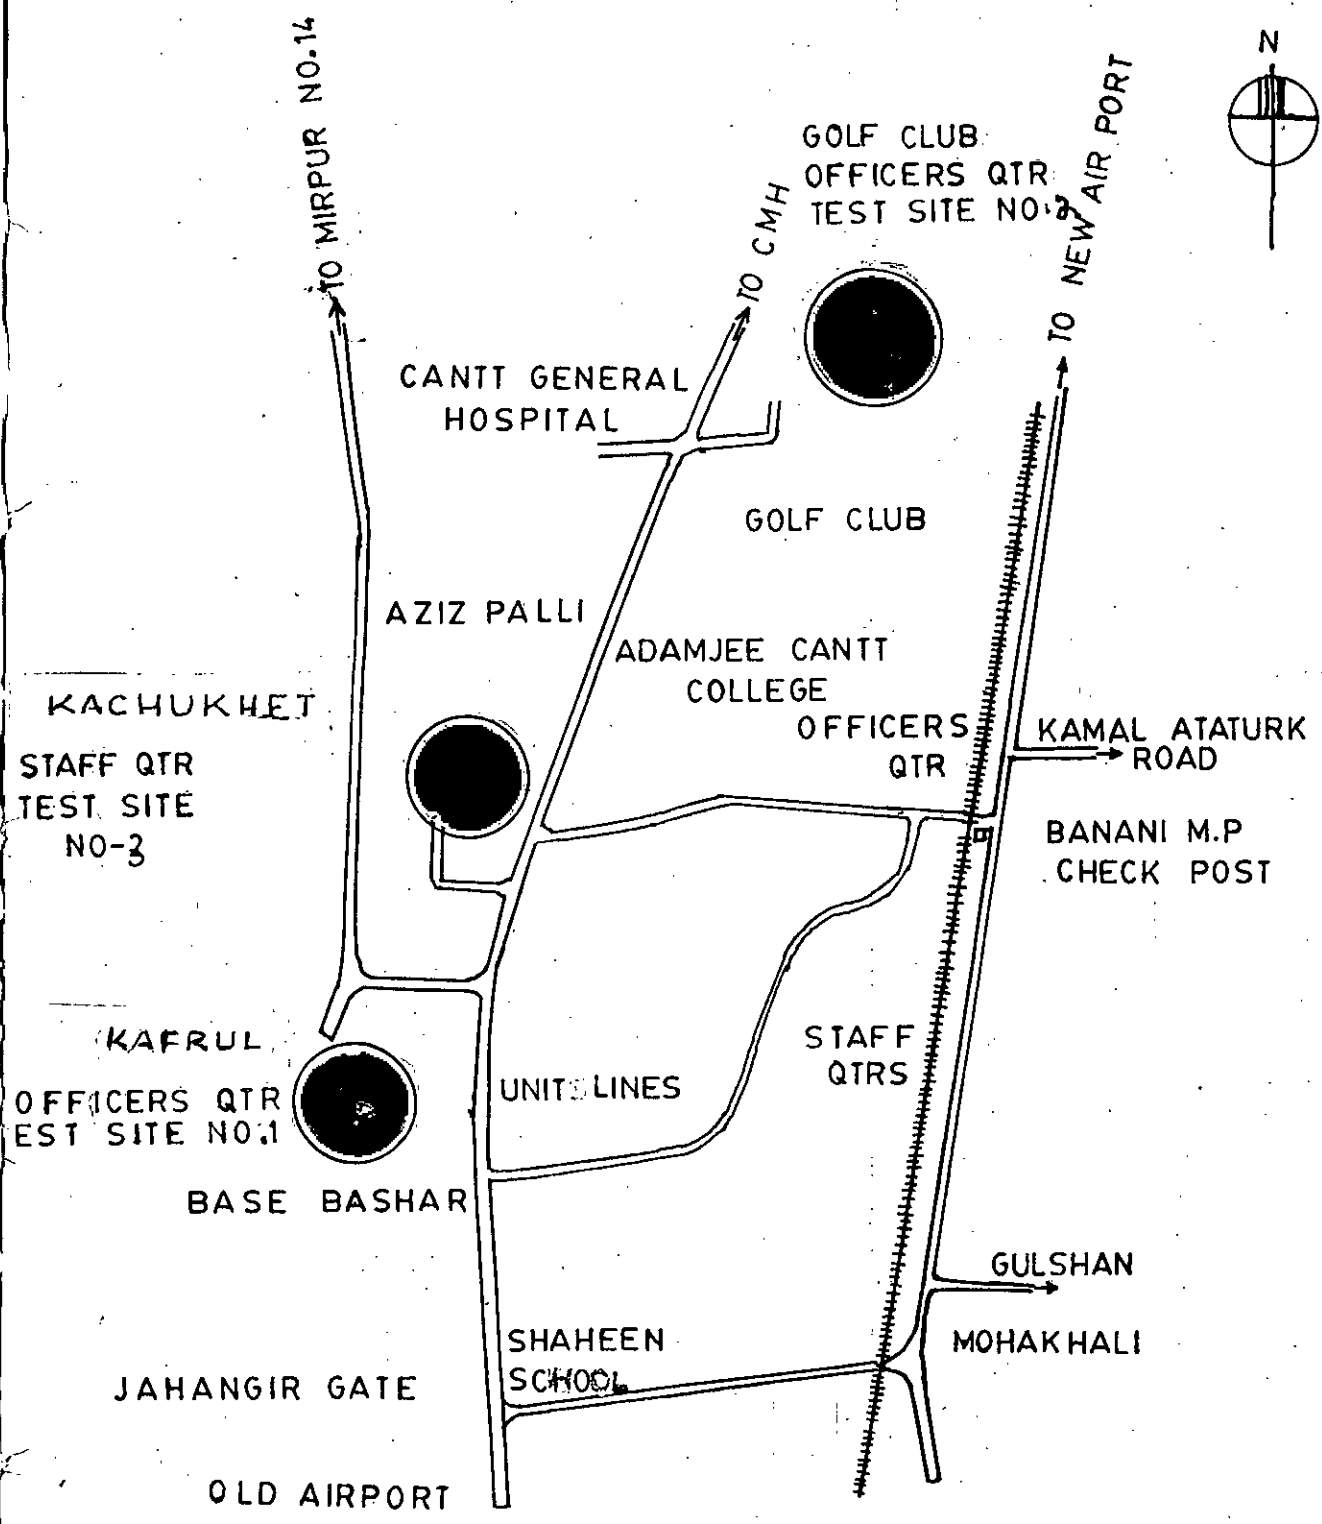 N
TO MIRPUR NO.14
TO CMH
GOLF CLUB
OFFICERS QTR
TEST SITE NO.2
TO NEW AIR PORT
CANTT GENERAL
HOSPITAL
GOLF CLUB
AZIZ PALLI
ADAMJEE CANTT
COLLEGE
KACHUKHET
STAFF QTR
TEST SITE
NO-3
OFFICERS
QTR
KAMAL ATATURK
ROAD
BANANI M.P
CHECK POST
KAFRUL
OFFICERS QTR
EST SITE NO.1
UNIT LINES
STAFF
QTRS
BASE BASHAR
GULSHAN
MOHAKHALI
SHAHEEN
SCHOOL
JAHANGIR GATE
OLD AIRPORT